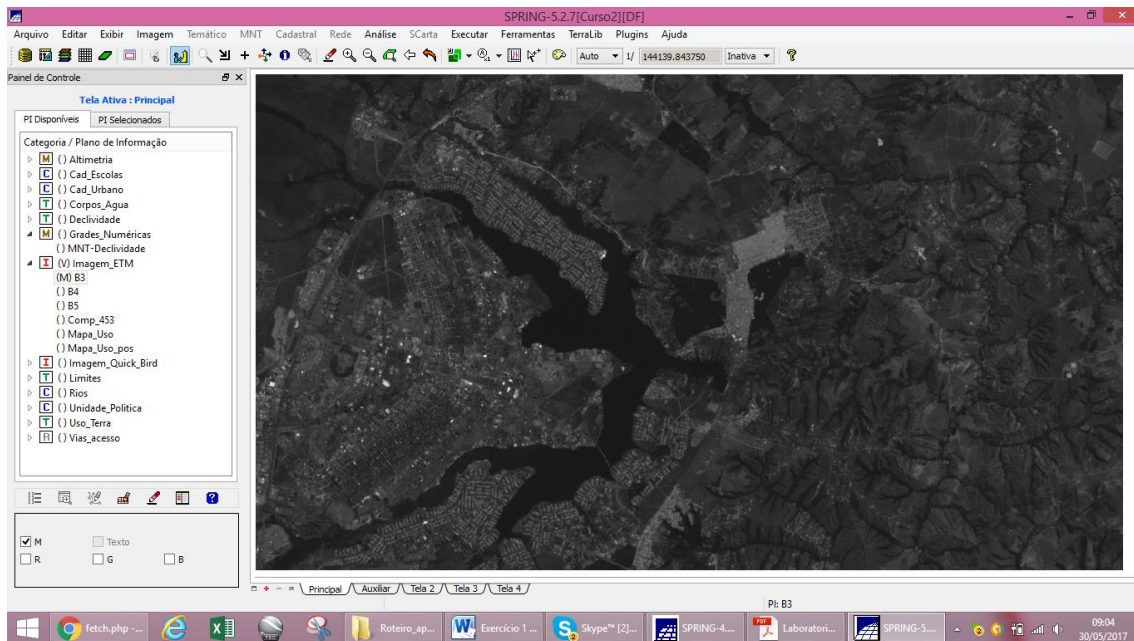 SPRING-5.2.7[Curso2][DF]
Arquivo Editar Exibir Imagem Temático MNT Cadastral Rede Análise SCarta Executar Ferramentas TerraLib Plugins Ajuda
Auto 1/ 144139.843750 Inativa
Painel de Controle
Tela Ativa : Principal
PI Disponíveis PI Selecionados
Categoria / Plano de Informação
M () Altimetria
C () Cad_Escolas
C () Cad_Urbano
T () Corpos_Agua
T () Declividade
M () Grades_Numéricas
() MNT-Declividade
I (V) Imagem_ETM
(M) B3
() B4
() B5
() Comp_453
() Mapa_Uso
() Mapa_Uso_pos
I () Imagem_Quick_Bird
T () Limites
C () Rios
C () Unidade_Politica
T () Uso_Terra
R () Vias_acesso
M Texto
R G B
Principal Auxiliar Tela 2 Tela 3 Tela 4
PI: B3
fetch.php -... Roteiro_ap... Exercício 1 ... Skype™ [2]... SPRING-4.... Laboratori... SPRING-5....
09:04
30/05/2017